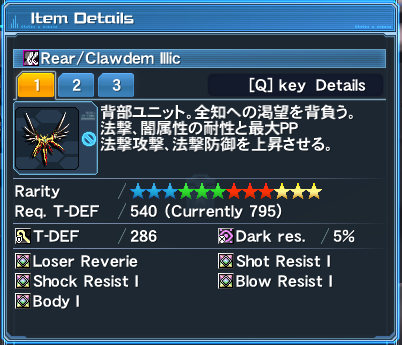 Item Details
Rear/Clawdem Illic
1 2 3 [Q] key Details
背部ユニット。全知への渇望を背負う。
法撃、闇属性の耐性と最大PP
法撃攻撃、法撃防御を上昇させる。
Rarity / ★★★★★★★★★★★★
Req. T-DEF / 540 (Currently 795)
T-DEF / 286 Dark res. / 5%
Loser Reverie Shot Resist I
Shock Resist I Blow Resist I
Body I